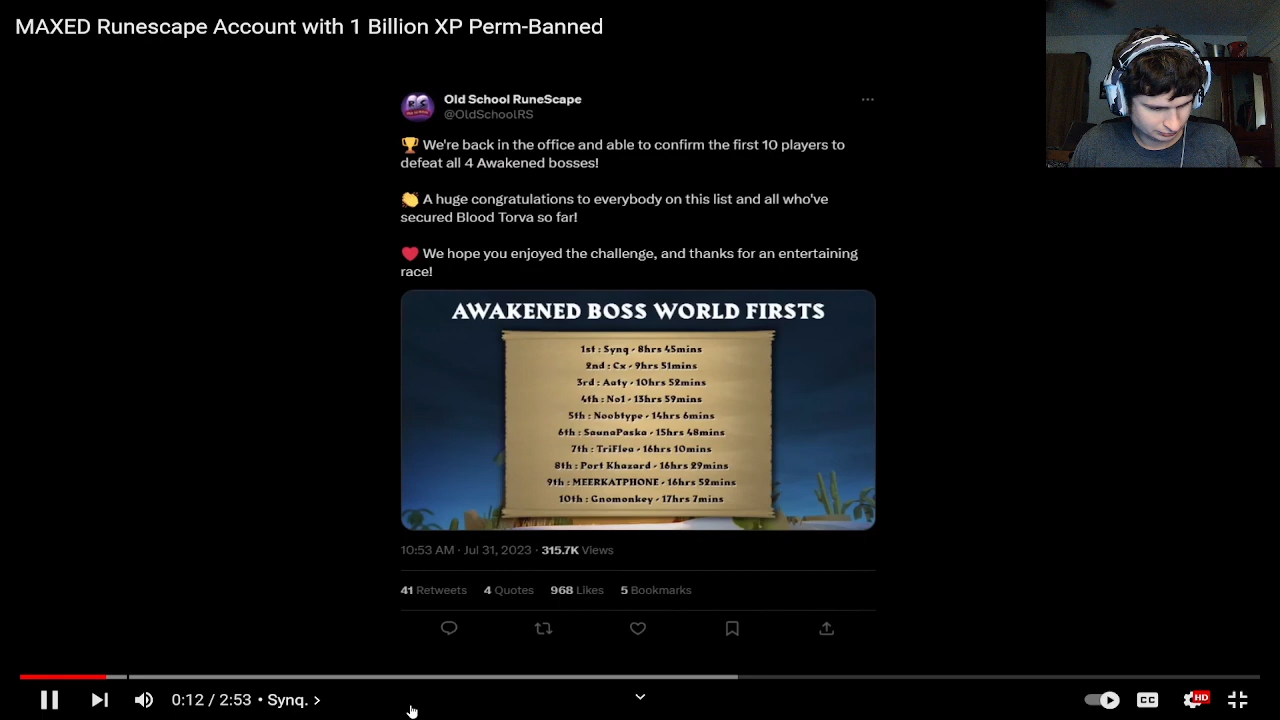 MAXED Runescape Account with 1 Billion XP Perm-Banned
Old School RuneScape
@OldSchoolRS
🏆 We're back in the office and able to confirm the first 10 players to
defeat all 4 Awakened bosses!
👏 A huge congratulations to everybody on this list and all who've
secured Blood Torva so far!
❤️ We hope you enjoyed the challenge, and thanks for an entertaining
race!
AWAKENED BOSS WORLD FIRSTS
1st : Synq - 8hrs 45mins
2nd : Cx - 9hrs 51mins
3rd : Aaty - 10hrs 52mins
4th : No1 - 13hrs 59mins
5th : Noobtype - 14hrs 6mins
6th : SaunaPaska - 15hrs 48mins
7th : TriFlea - 16hrs 10mins
8th : Port Khazard - 16hrs 29mins
9th : MEERKATPHONE - 16hrs 52mins
10th : Gnomonkey - 17hrs 7mins
10:53 AM · Jul 31, 2023 · 315.7K Views
41 Retweets 4 Quotes 968 Likes 5 Bookmarks
0:12 / 2:53 • Synq. >
CC
HD